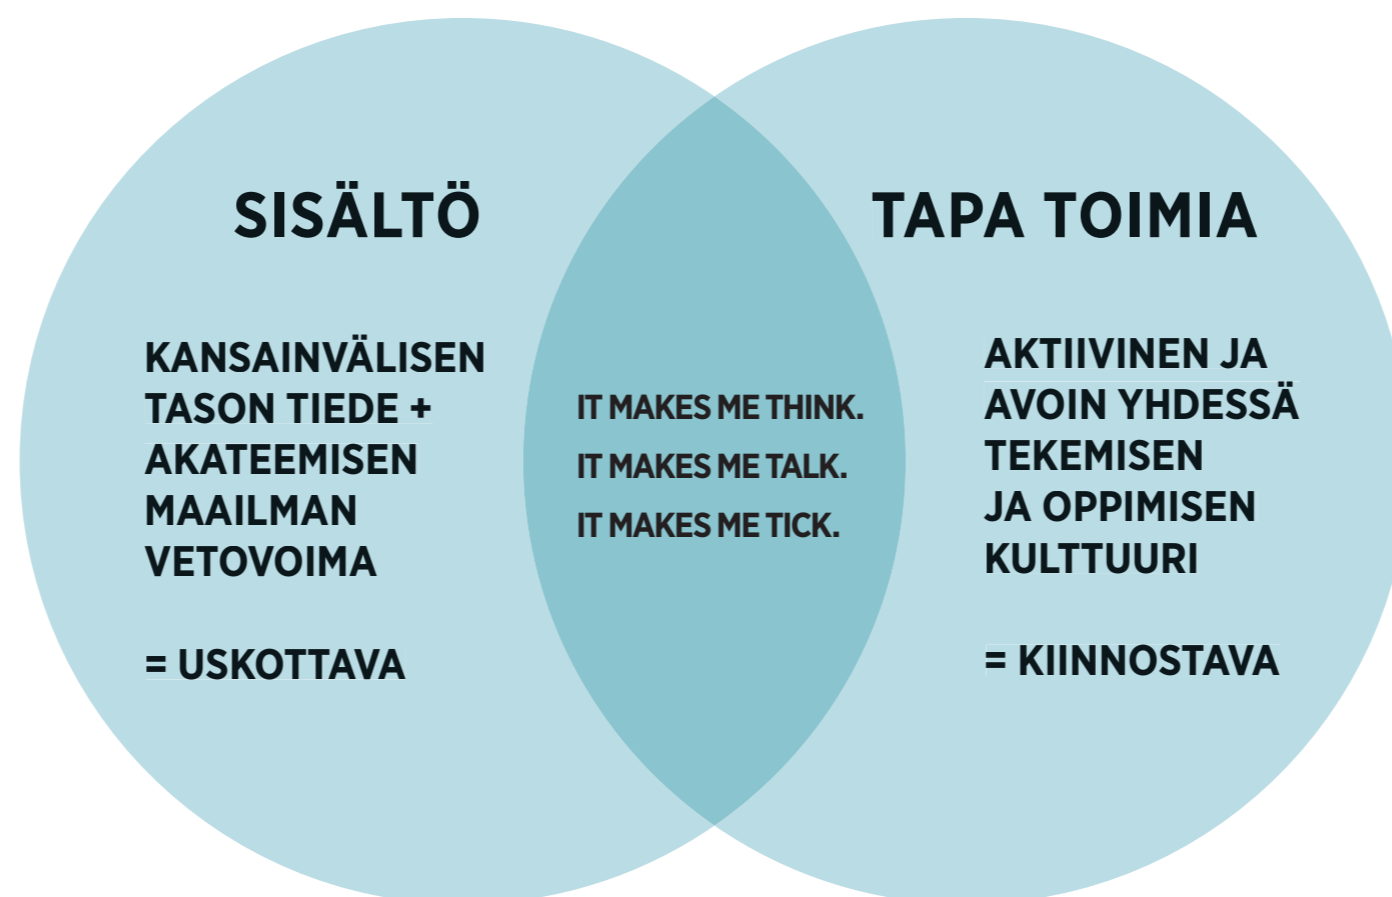 SISÄLTÖ
KANSAINVÄLISEN
TASON TIEDE +
AKATEEMISEN
MAAILMAN
VETOVOIMA
= USKOTTAVA
IT MAKES ME THINK.
IT MAKES ME TALK.
IT MAKES ME TICK.
TAPA TOIMIA
AKTIIVINEN JA
AVOIN YHDESSÄ
TEKEMISEN
JA OPPIMISEN
KULTTUURI
= KIINNOSTAVA